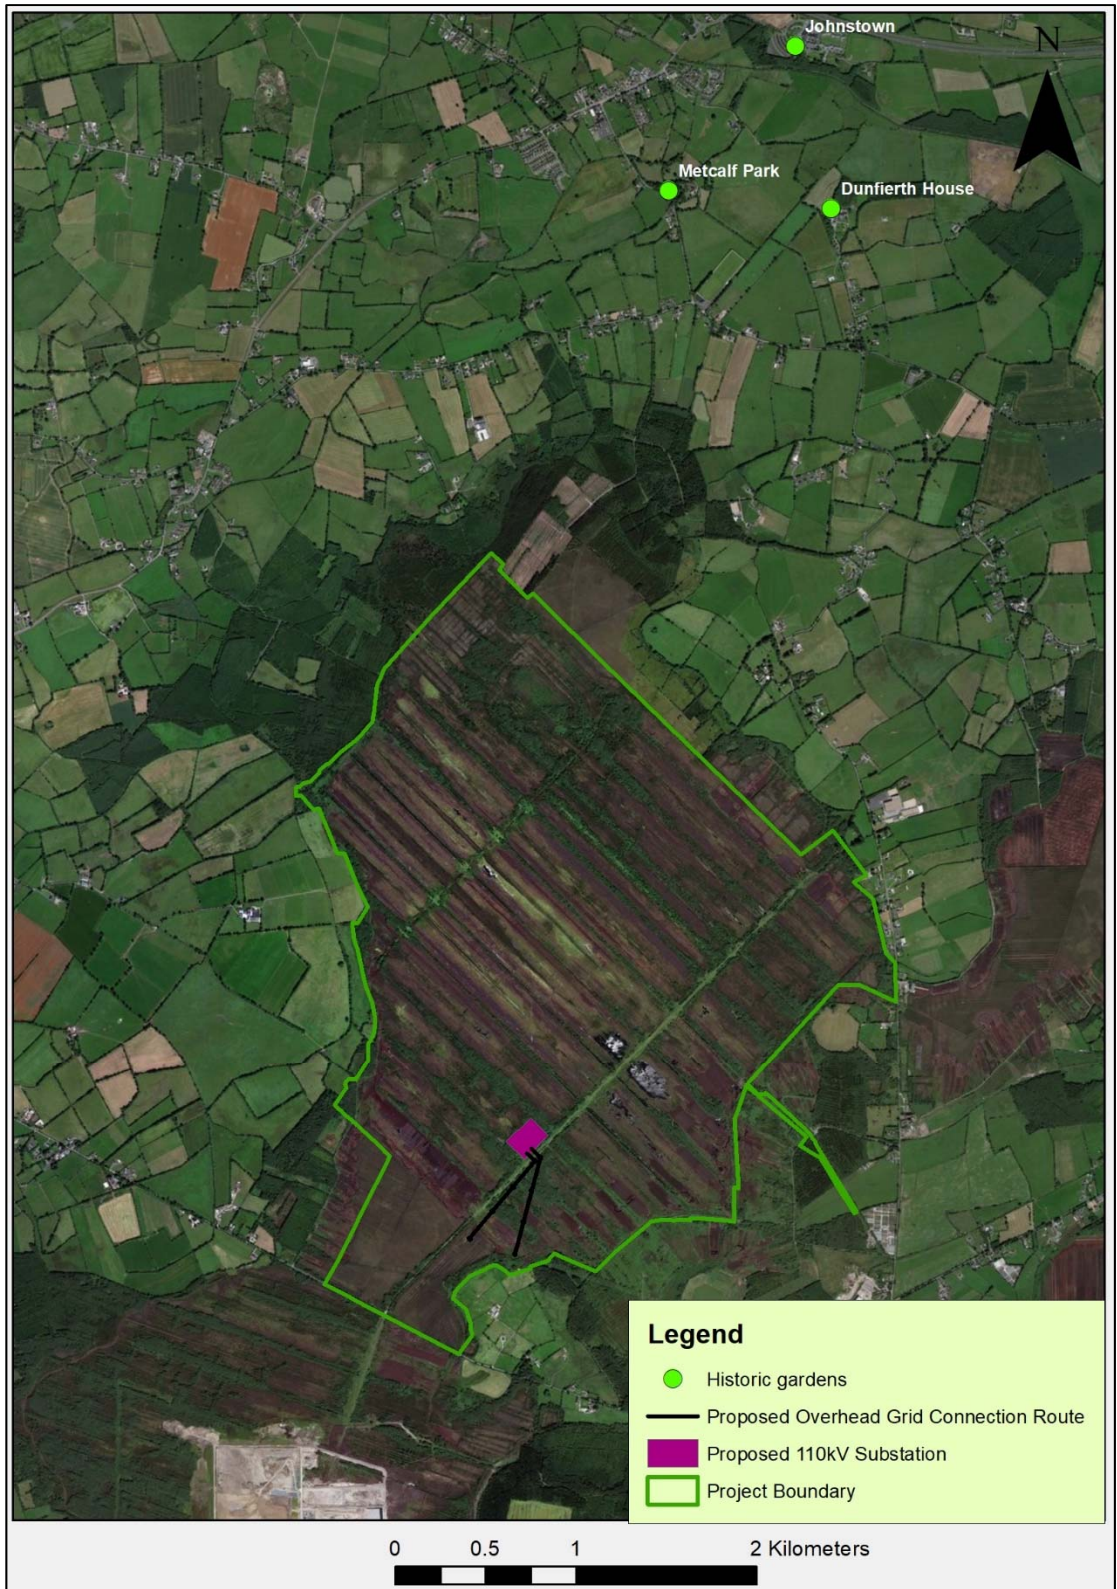 Johnstown
N
Metcalf Park
Dunfierth House
Legend
Historic gardens
Proposed Overhead Grid Connection Route
Proposed 110kV Substation
Project Boundary
0 0.5 1 2 Kilometers